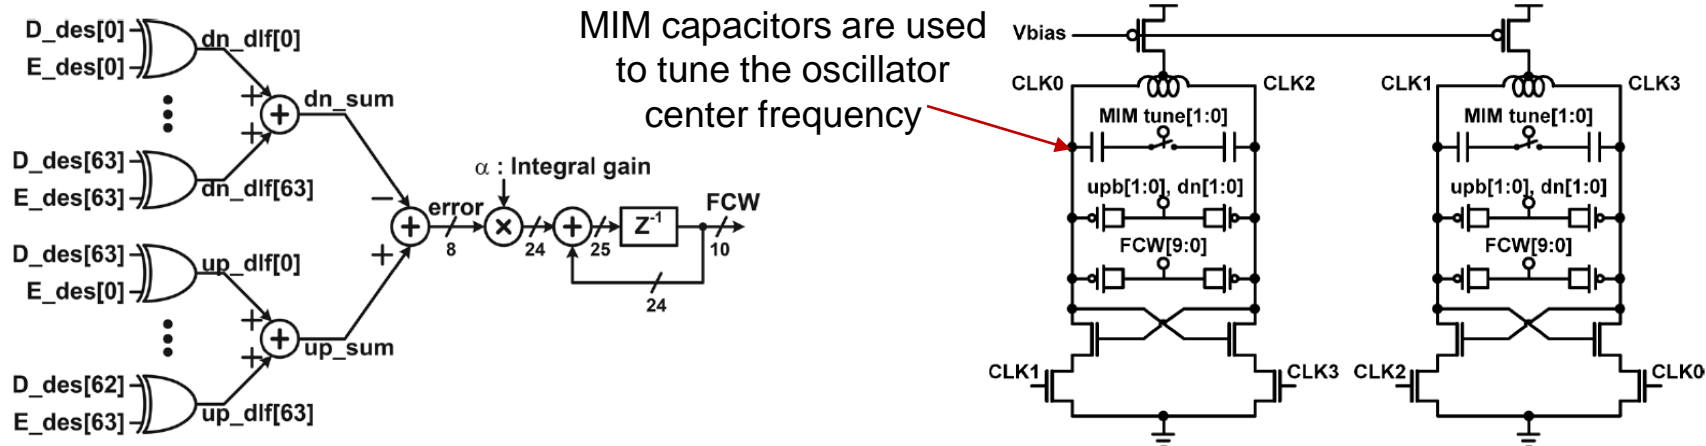 MIM capacitors are used
to tune the oscillator
center frequency
D_des[0]
E_des[0]
dn_dlf[0]
+
+
+
dn_sum
D_des[63]
E_des[63]
dn_dlf[63]
α : Integral gain
−
+
error
8
×
24
+
25
Z-1
FCW
10
24
+
D_des[63]
E_des[0]
up_dlf[0]
+
+
+
up_sum
D_des[62]
E_des[63]
up_dlf[63]
Vbias
CLK0
CLK2
MIM tune[1:0]
upb[1:0], dn[1:0]
FCW[9:0]
CLK1
CLK3
CLK1
CLK3
MIM tune[1:0]
upb[1:0], dn[1:0]
FCW[9:0]
CLK2
CLK0